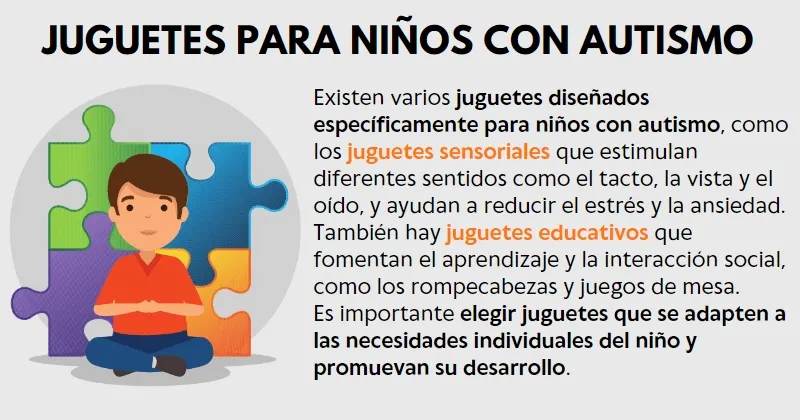 JUGUETES PARA NIÑOS CON AUTISMO
Existen varios juguetes diseñados
específicamente para niños con autismo, como
los juguetes sensoriales que estimulan
diferentes sentidos como el tacto, la vista y el
oído, y ayudan a reducir el estrés y la ansiedad.
También hay juguetes educativos que
fomentan el aprendizaje y la interacción social,
como los rompecabezas y juegos de mesa.
Es importante elegir juguetes que se adapten a
las necesidades individuales del niño y
promuevan su desarrollo.